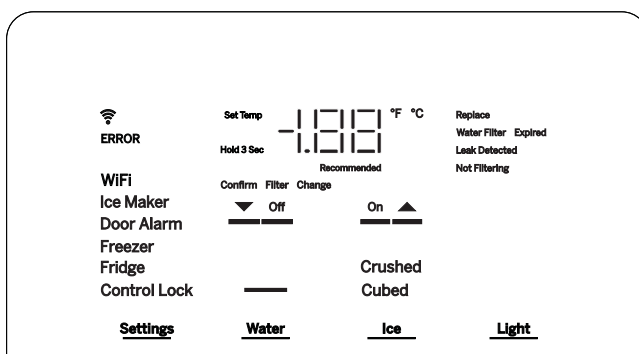 Set Temp -1.88 °F °C Replace
ERROR Water Filter Expired
Hold 3 Sec Leak Detected
Recommended Not Filtering
WiFi Confirm Filter Change
Ice Maker Off On
Door Alarm
Freezer
Fridge Crushed
Control Lock Cubed
Settings Water Ice Light